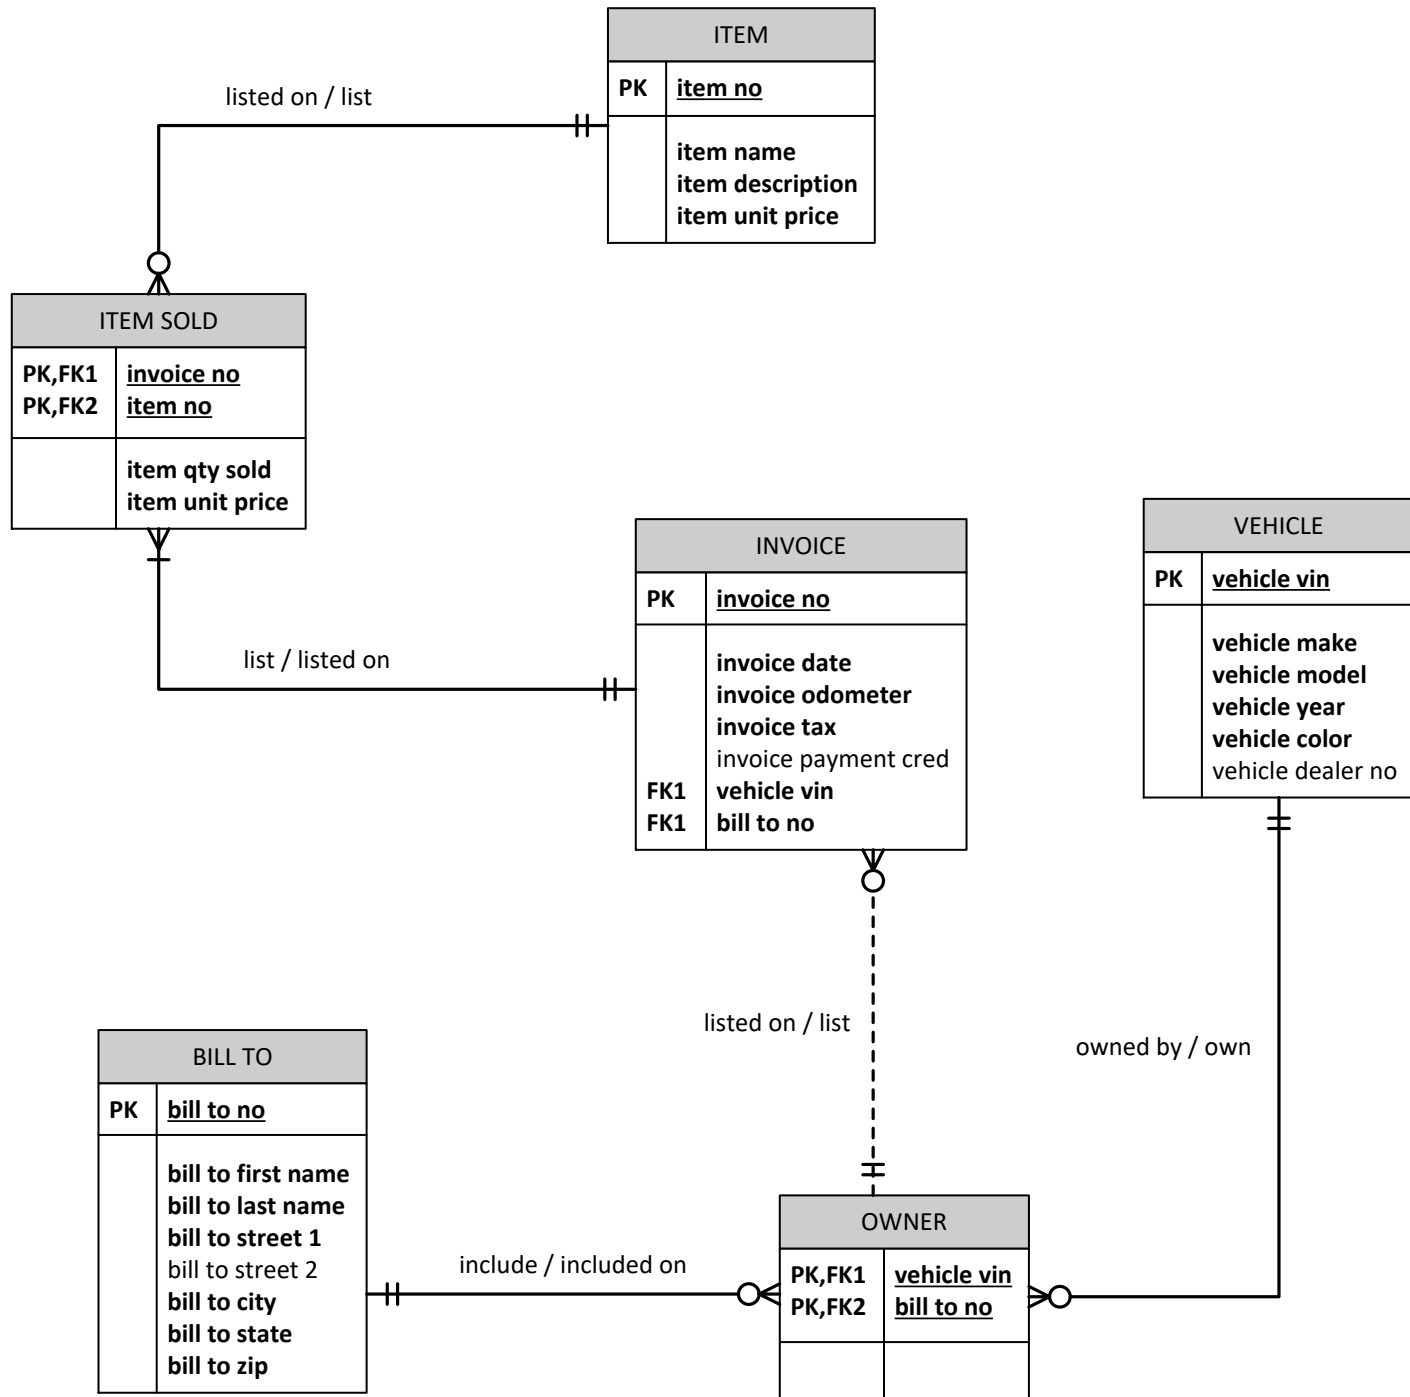 ITEM
PK item no
item name
item description
item unit price
listed on / list
ITEM SOLD
PK,FK1 invoice no
PK,FK2 item no
item qty sold
item unit price
list / listed on
INVOICE
PK invoice no
invoice date
invoice odometer
invoice tax
invoice payment cred
FK1 vehicle vin
FK1 bill to no
VEHICLE
PK vehicle vin
vehicle make
vehicle model
vehicle year
vehicle color
vehicle dealer no
listed on / list
owned by / own
BILL TO
PK bill to no
bill to first name
bill to last name
bill to street 1
bill to street 2
bill to city
bill to state
bill to zip
include / included on
OWNER
PK,FK1 vehicle vin
PK,FK2 bill to no